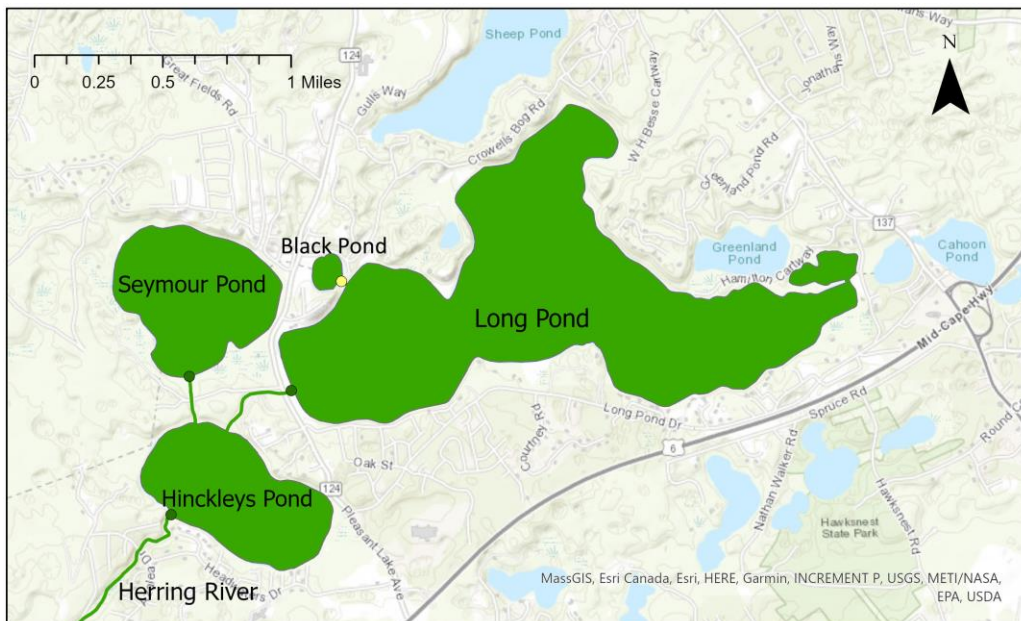 Sheep Pond
ans Way
N
124
0 0.25 0.5 1 Miles
Great Fields Rd
Gulls Way
Jonatha
hs Way
Crowells Bog Rd
W H Besse Cartway
Greenland Pond Rd
137
Black Pond
Greenland
Pond
Cahoon
Pond
Seymour Pond
Hamilton Cartway
Long Pond
Mid-Cape Hwy
Long Pond Dr
Spruce Rd
Courtney Rd
6
Round C
Oak St
Nathan Walker Rd
124
Hinckleys Pond
Hawksnest Rd
Pleasant Lake Ave
Hawksnest
State Park
Herring River
MassGIS, Esri Canada, Esri, HERE, Garmin, INCREMENT P, USGS, METI/NASA,
EPA, USDA